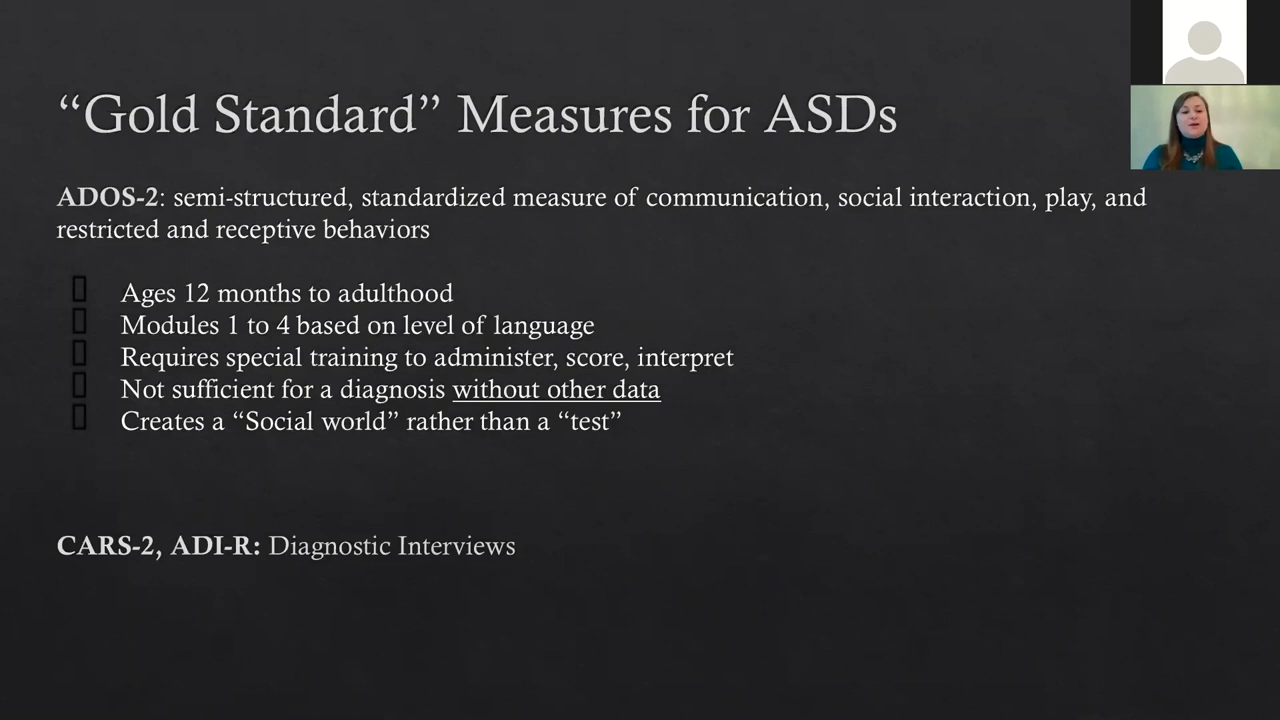 “Gold Standard” Measures for ASDs
ADOS-2: semi-structured, standardized measure of communication, social interaction, play, and
restricted and receptive behaviors
Ages 12 months to adulthood
Modules 1 to 4 based on level of language
Requires special training to administer, score, interpret
Not sufficient for a diagnosis without other data
Creates a “Social world” rather than a “test”
CARS-2, ADI-R: Diagnostic Interviews